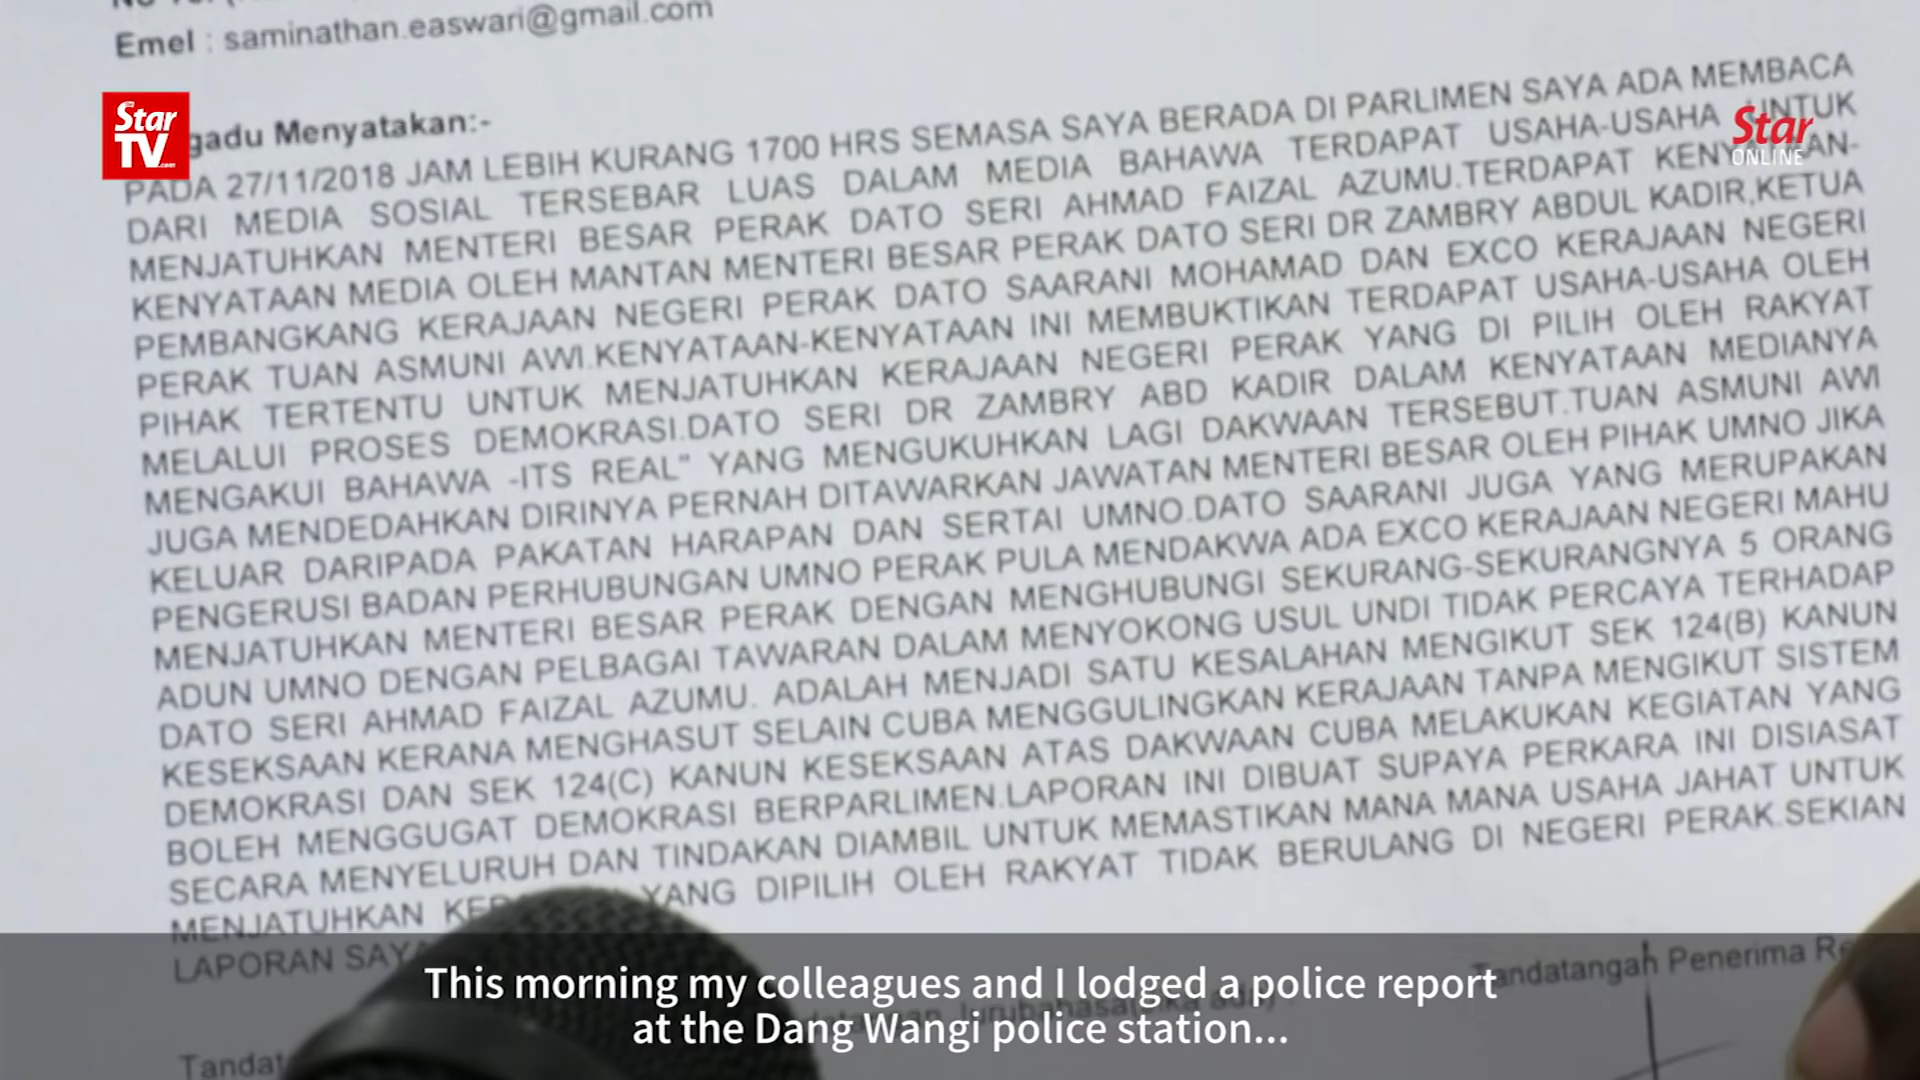 Emel : saminathan.easwari@gmail.com
Star
TV.com
gadu Menyatakan:-
Star
ONLINE
PADA 27/11/2018 JAM LEBIH KURANG 1700 HRS SEMASA SAYA BERADA DI PARLIMEN SAYA ADA MEMBACA
DARI MEDIA SOSIAL TERSEBAR LUAS DALAM MEDIA BAHAWA TERDAPAT USAHA-USAHA UNTUK
MENJATUHKAN MENTERI BESAR PERAK DATO SERI AHMAD FAIZAL AZUMU.TERDAPAT KENYATAAN-
KENYATAAN MEDIA OLEH MANTAN MENTERI BESAR PERAK DATO SERI DR ZAMBRY ABDUL KADIR,KETUA
PEMBANGKANG KERAJAAN NEGERI PERAK DATO SAARANI MOHAMAD DAN EXCO KERAJAAN NEGERI
PERAK TUAN ASMUNI AWI.KENYATAAN-KENYATAAN INI MEMBUKTIKAN TERDAPAT USAHA-USAHA OLEH
PIHAK TERTENTU UNTUK MENJATUHKAN KERAJAAN NEGERI PERAK YANG DI PILIH OLEH RAKYAT
MELALUI PROSES DEMOKRASI.DATO SERI DR ZAMBRY ABD KADIR DALAM KENYATAAN MEDIANYA
MENGAKUI BAHAWA -ITS REAL" YANG MENGUKUHKAN LAGI DAKWAAN TERSEBUT.TUAN ASMUNI AWI
JUGA MENDEDAHKAN DIRINYA PERNAH DITAWARKAN JAWATAN MENTERI BESAR OLEH PIHAK UMNO JIKA
KELUAR DARIPADA PAKATAN HARAPAN DAN SERTAI UMNO.DATO SAARANI JUGA YANG MERUPAKAN
PENGERUSI BADAN PERHUBUNGAN UMNO PERAK PULA MENDAKWA ADA EXCO KERAJAAN NEGERI MAHU
MENJATUHKAN MENTERI BESAR PERAK DENGAN MENGHUBUNGI SEKURANG-SEKURANGNYA 5 ORANG
ADUN UMNO DENGAN PELBAGAI TAWARAN DALAM MENYOKONG USUL UNDI TIDAK PERCAYA TERHADAP
DATO SERI AHMAD FAIZAL AZUMU. ADALAH MENJADI SATU KESALAHAN MENGIKUT SEK 124(B) KANUN
KESEKSAAN KERANA MENGHASUT SELAIN CUBA MENGGULINGKAN KERAJAAN TANPA MENGIKUT SISTEM
DEMOKRASI DAN SEK 124(C) KANUN KESEKSAAN ATAS DAKWAAN CUBA MELAKUKAN KEGIATAN YANG
BOLEH MENGGUGAT DEMOKRASI BERPARLIMEN.LAPORAN INI DIBUAT SUPAYA PERKARA INI DISIASAT
SECARA MENYELURUH DAN TINDAKAN DIAMBIL UNTUK MEMASTIKAN MANA MANA USAHA JAHAT UNTUK
MENJATUHKAN YANG DIPILIH OLEH RAKYAT TIDAK BERULANG DI NEGERI PERAK.SEKIAN
LAPORAN SAYA
Tandatangan Penerima Re
This morning my colleagues and I lodged a police report
at the Dang Wangi police station...
Tandat